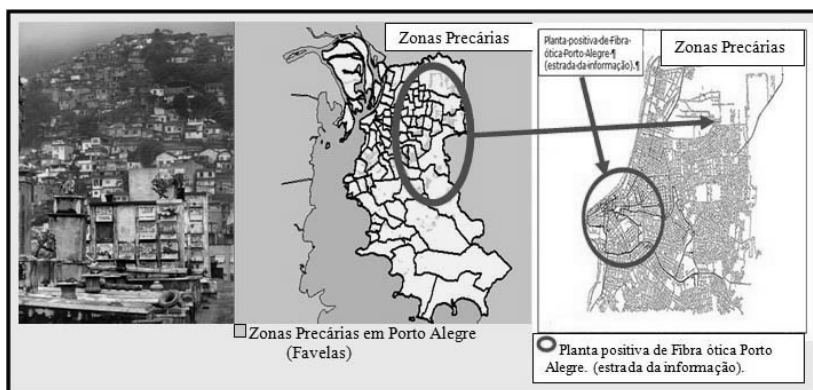 Zonas Precárias
Planta-positiva-de-Fibra-
ótica-Porto-Alegre-¶
(estrada da informação).¶
Zonas Precárias
Zonas Precárias em Porto Alegre
(Favelas)
Planta positiva de Fibra ótica Porto
Alegre. (estrada da informação).